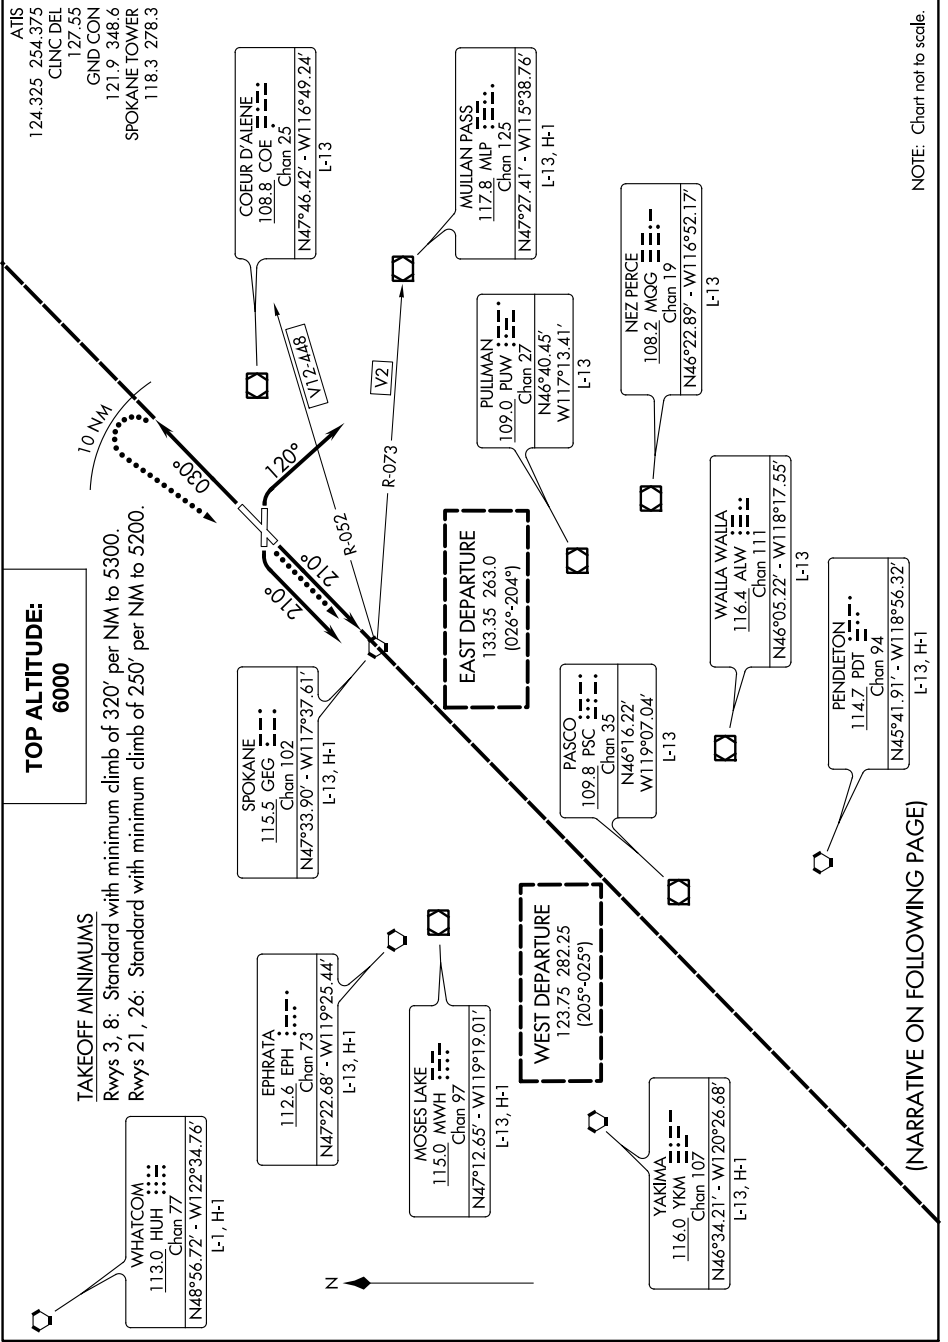 ATIS
124.325 254.375
CLNC DEL
127.55
GND CON
121.9 348.6
SPOKANE TOWER
118.3 278.3
TOP ALTITUDE:
6000
TAKEOFF MINIMUMS
Rwys 3, 8: Standard with minimum climb of 320' per NM to 5300.
Rwys 21, 26: Standard with minimum climb of 250' per NM to 5200.
WHATCOM
113.0 HUH
Chan 77
N48°56.72' - W122°34.76'
L-1, H-1
SPOKANE
115.5 GEG
Chan 102
N47°33.90' - W117°37.61'
L-13, H-1
COEUR D'ALENE
108.8 COE
Chan 25
N47°46.42' - W116°49.24'
L-13
10 NM
030°
120°
210°
210°
R-052
V12-448
R-073
V2
EPHRATA
112.6 EPH
Chan 73
N47°22.68' - W119°25.44'
L-13, H-1
MULLAN PASS
117.8 MLP
Chan 125
N47°27.41' - W115°38.76'
L-13, H-1
MOSES LAKE
115.0 MWH
Chan 97
N47°12.65' - W119°19.01'
L-13, H-1
EAST DEPARTURE
133.35 263.0
(026°-204°)
PULLMAN
109.0 PUW
Chan 27
N46°40.45'
W117°13.41'
L-13
N
WEST DEPARTURE
123.75 282.25
(205°-025°)
PASCO
109.8 PSC
Chan 35
N46°16.22'
W119°07.04'
L-13
NEZ PERCE
108.2 MQG
Chan 19
N46°22.89' - W116°52.17'
L-13
YAKIMA
116.0 YKM
Chan 107
N46°34.21' - W120°26.68'
L-13, H-1
WALLA WALLA
116.4 ALW
Chan 111
N46°05.22' - W118°17.55'
L-13
PENDLETON
114.7 PDT
Chan 94
N45°41.91' - W118°56.32'
L-13, H-1
(NARRATIVE ON FOLLOWING PAGE)
NOTE: Chart not to scale.